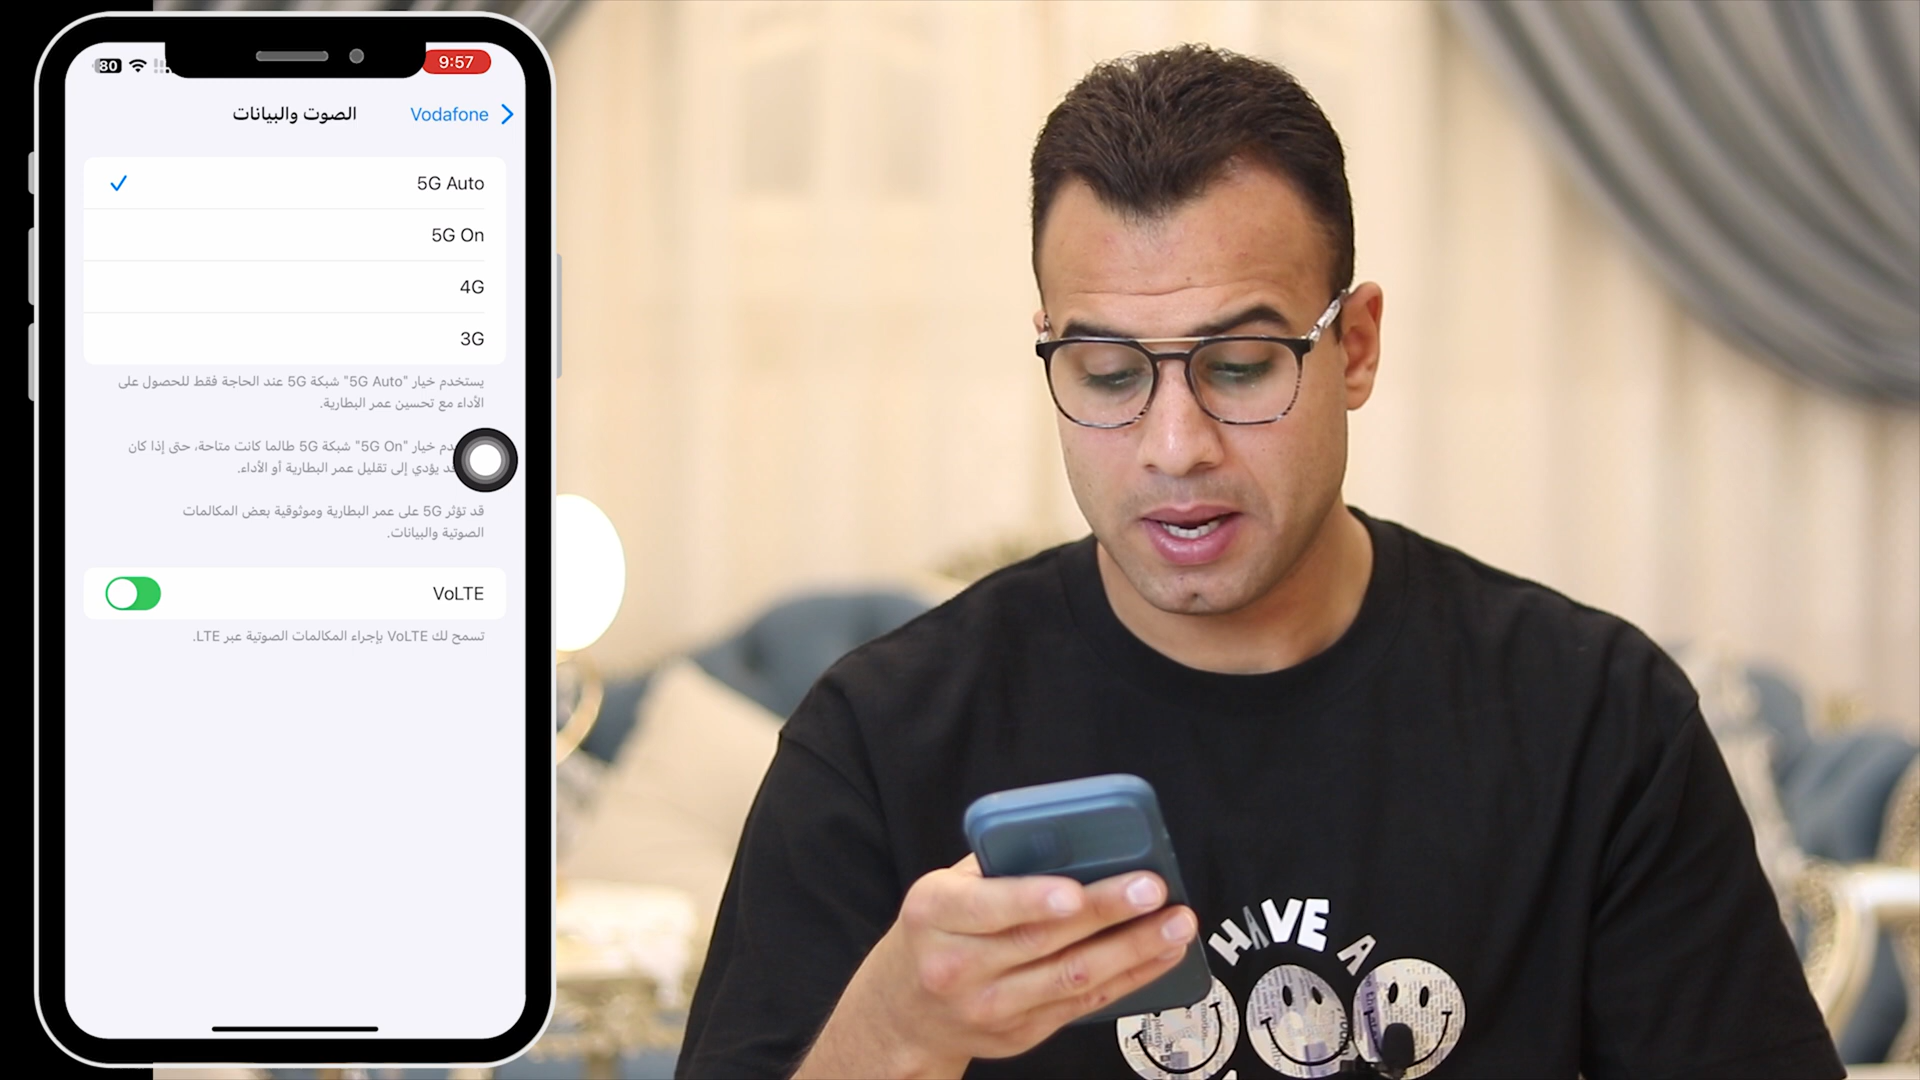 9:57
80
Vodafone
الصوت والبيانات
5G Auto
5G On
4G
3G
يستخدم خيار "5G Auto" شبكة 5G عند الحاجة فقط للحصول على
الأداء مع تحسين عمر البطارية.
خيار "5G On" شبكة 5G طالما كانت متاحة، حتى إذا كان
يؤدي إلى تقليل عمر البطارية أو الأداء.
قد تؤثر 5G على عمر البطارية وموثوقية بعض المكالمات
الصوتية والبيانات.
VoLTE
تسمح لك VoLTE بإجراء المكالمات الصوتية عبر LTE.
HAVE A